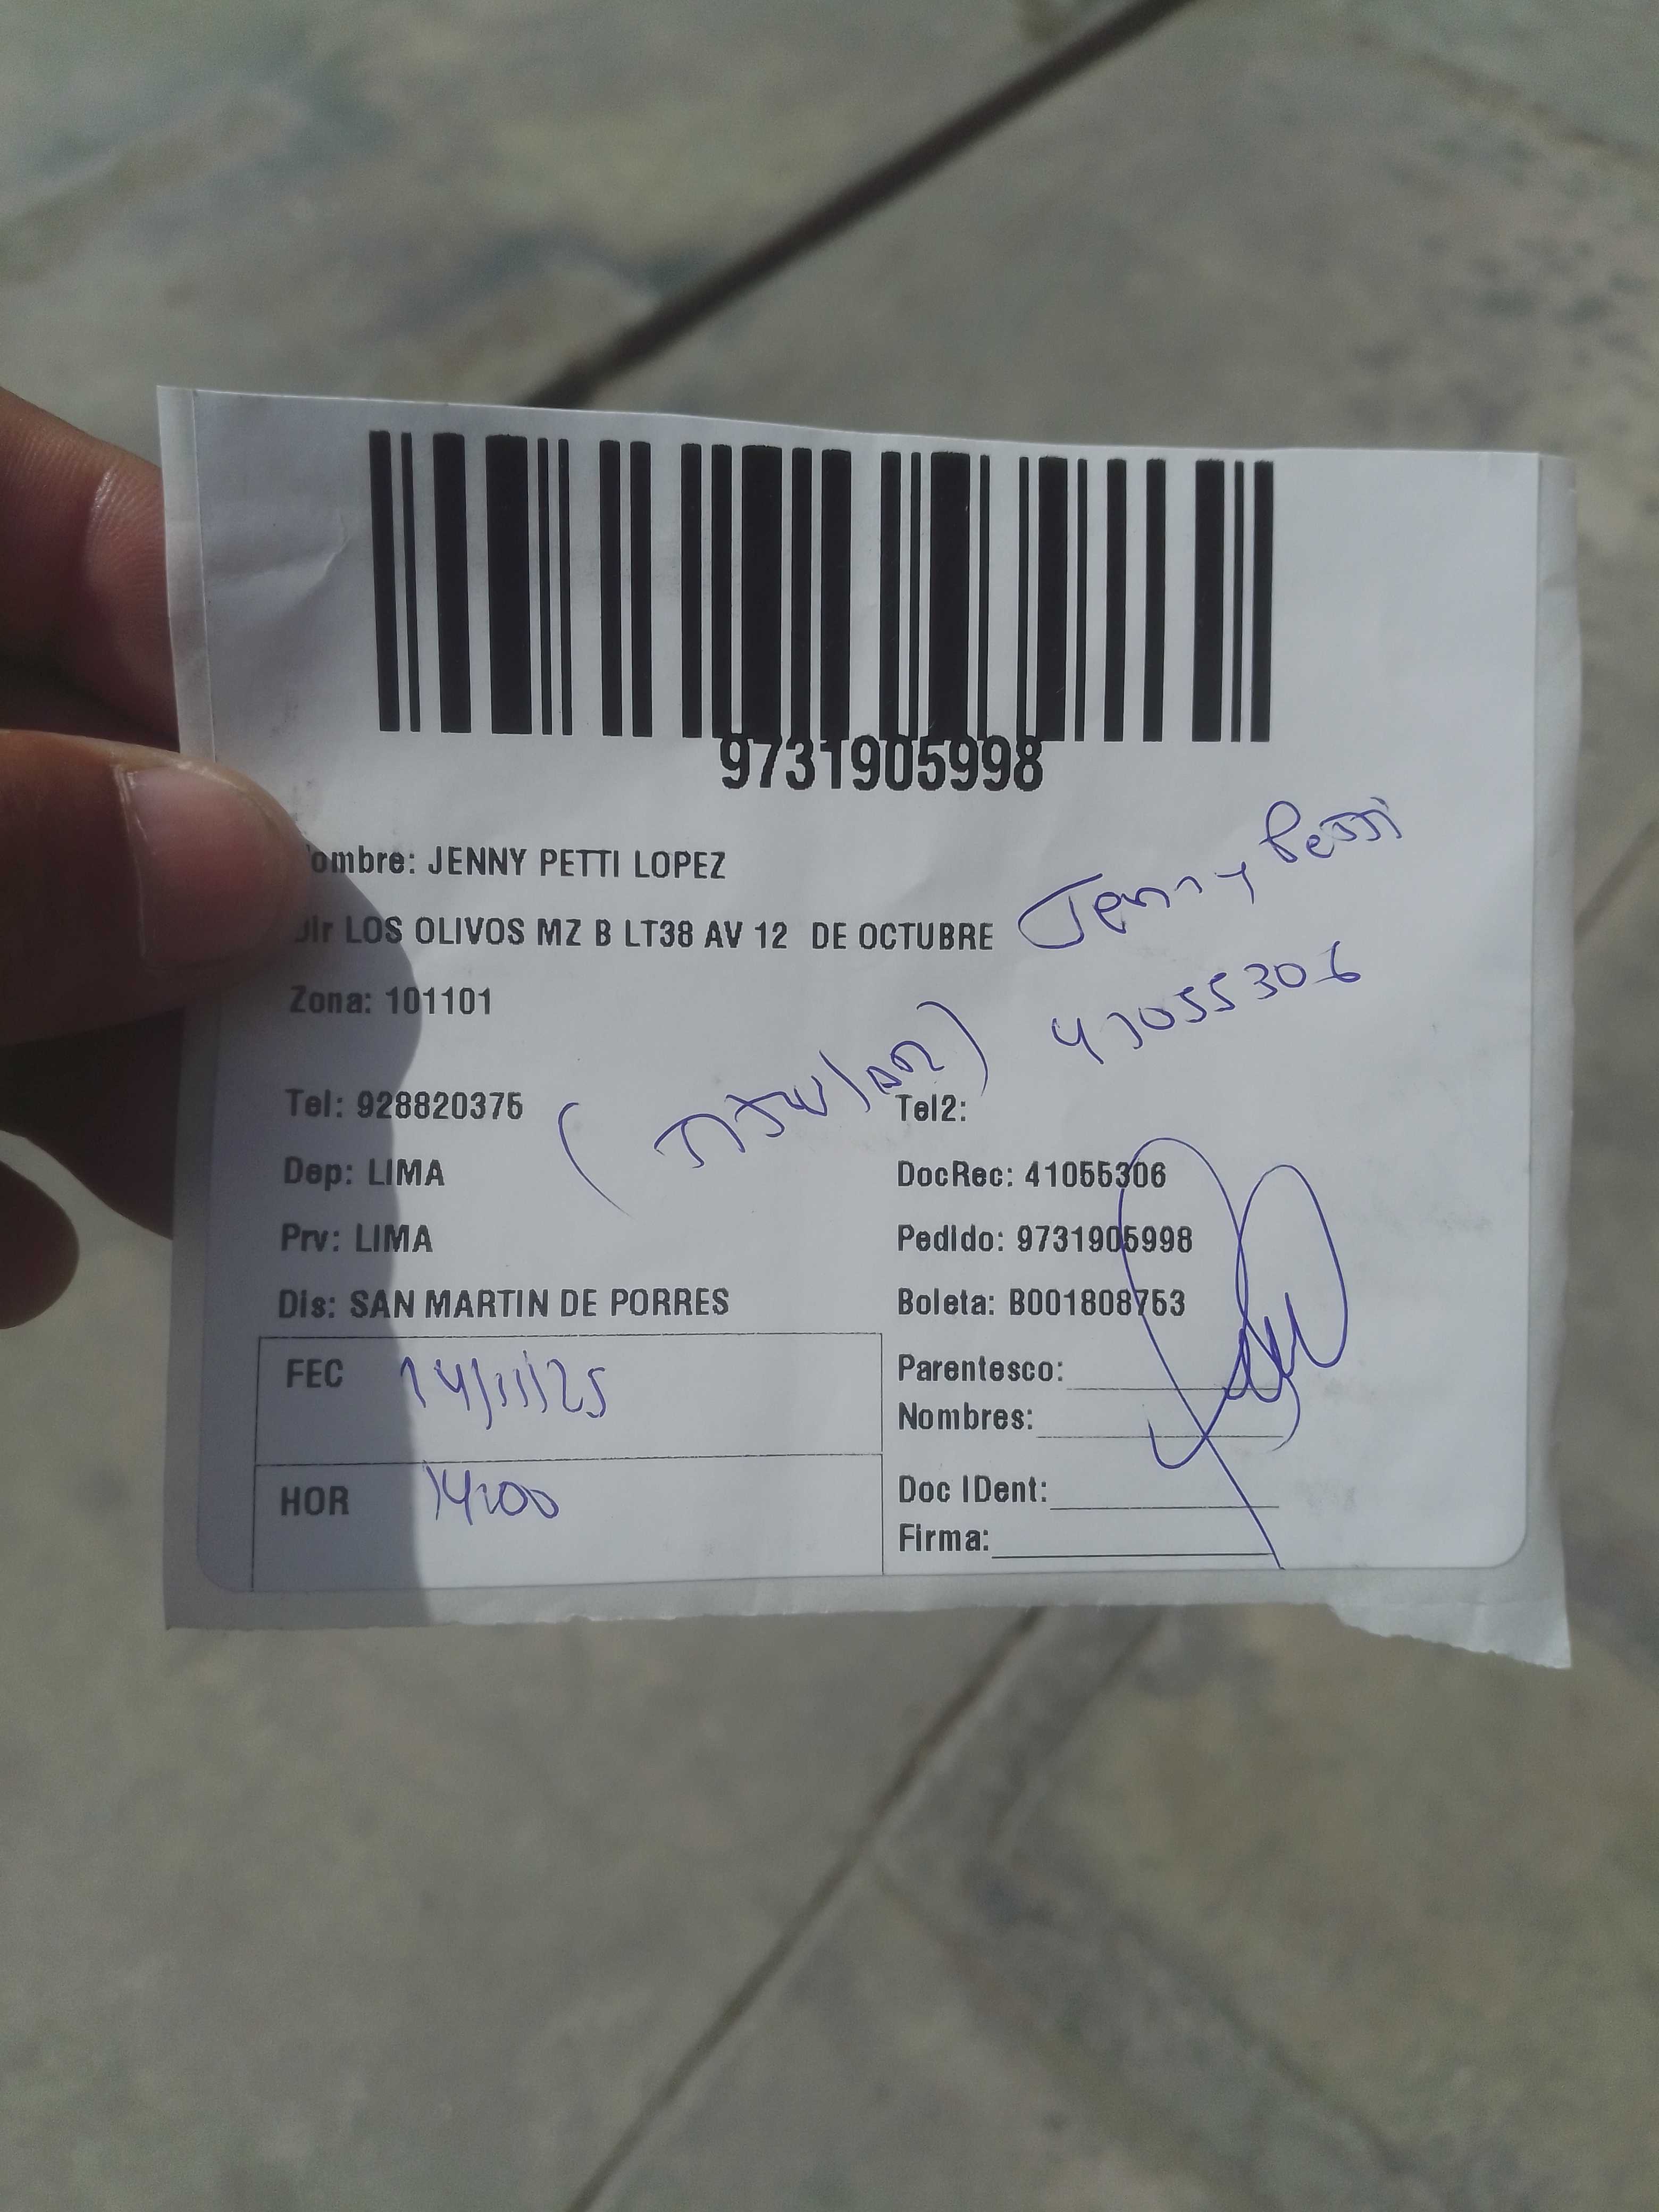 9731905998
ombre: JENNY PETTI LOPEZ
Dir LOS OLIVOS MZ B LT38 AV 12 DE OCTUBRE
Jenny Petti
Zona: 101101
41055306
(Titular)
Tel: 928820375
Tel2:
Dep: LIMA
DocRec: 41055306
Prv: LIMA
Pedido: 9731905998
Dis: SAN MARTIN DE PORRES
Boleta: B001808753
FEC 14/11/25
Parentesco:
Nombres:
HOR 14:00
Doc IDent:
Firma: